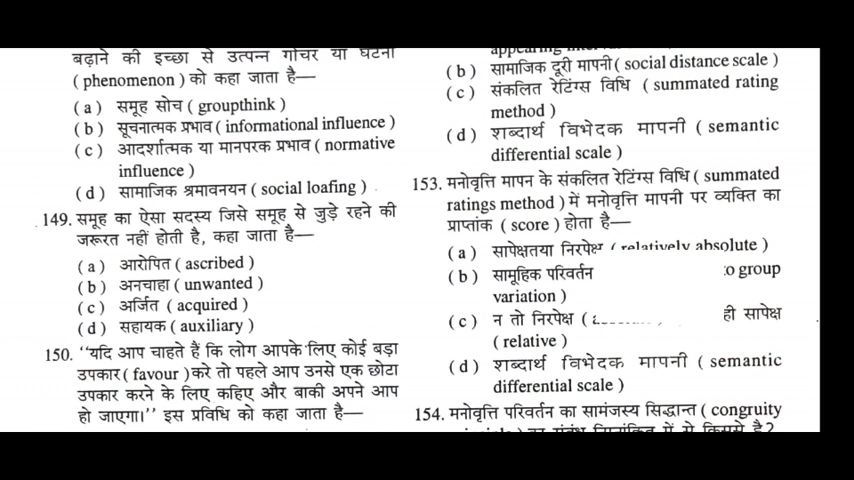 बढ़ाने की इच्छा से उत्पन्न गोचर या घटना
( phenomenon ) को कहा जाता है—
( a ) समूह सोच ( groupthink )
( b ) सूचनात्मक प्रभाव ( informational influence )
( c ) आदर्शात्मक या मानपरक प्रभाव ( normative
influence )
( d ) सामाजिक श्रमावनयन ( social loafing )
149. समूह का ऐसा सदस्य जिसे समूह से जुड़े रहने की
जरूरत नहीं होती है, कहा जाता है—
( a ) आरोपित ( ascribed )
( b ) अनचाहा ( unwanted )
( c ) अर्जित ( acquired )
( d ) सहायक ( auxiliary )
150. ‘‘यदि आप चाहते हैं कि लोग आपके लिए कोई बड़ा
उपकार ( favour ) करे तो पहले आप उनसे एक छोटा
उपकार करने के लिए कहिए और बाकी अपने आप
हो जाएगा।’’ इस प्रविधि को कहा जाता है—
appearing
( b ) सामाजिक दूरी मापनी ( social distance scale )
( c ) संकलित रेटिंग्स विधि ( summated rating
method )
( d ) शब्दार्थ विभेदक मापनी ( semantic
differential scale )
153. मनोवृत्ति मापन के संकलित रेटिंग्स विधि ( summated
ratings method ) में मनोवृत्ति मापनी पर व्यक्ति का
प्राप्तांक ( score ) होता है—
( a ) सापेक्षतया निरपेक्ष ( relatively absolute )
( b ) सामूहिक परिवर्तन o group
variation )
( c ) न तो निरपेक्ष ( ही सापेक्ष
( relative )
( d ) शब्दार्थ विभेदक मापनी ( semantic
differential scale )
154. मनोवृत्ति परिवर्तन का सामंजस्य सिद्धान्त ( congruity
का संबंध निम्नांकित में से किससे है?